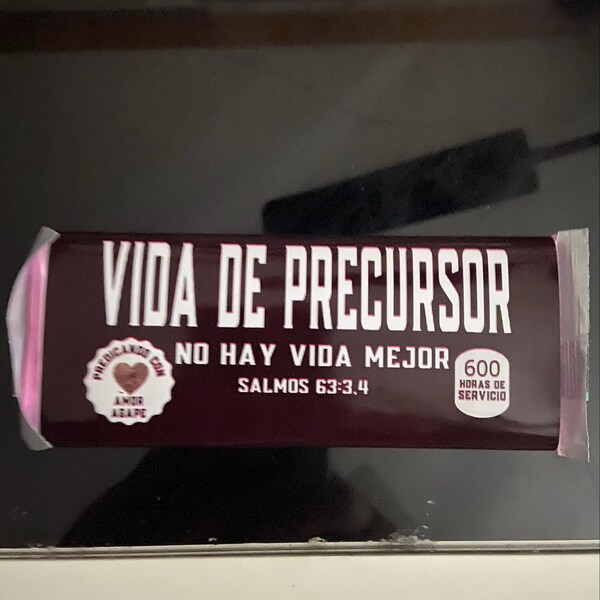 VIDA DE PRECURSOR
NO HAY VIDA MEJOR
SALMOS 63:3,4
PREDICANDO CON
AMOR
AGAPE
600
HORAS DE
SERVICIO